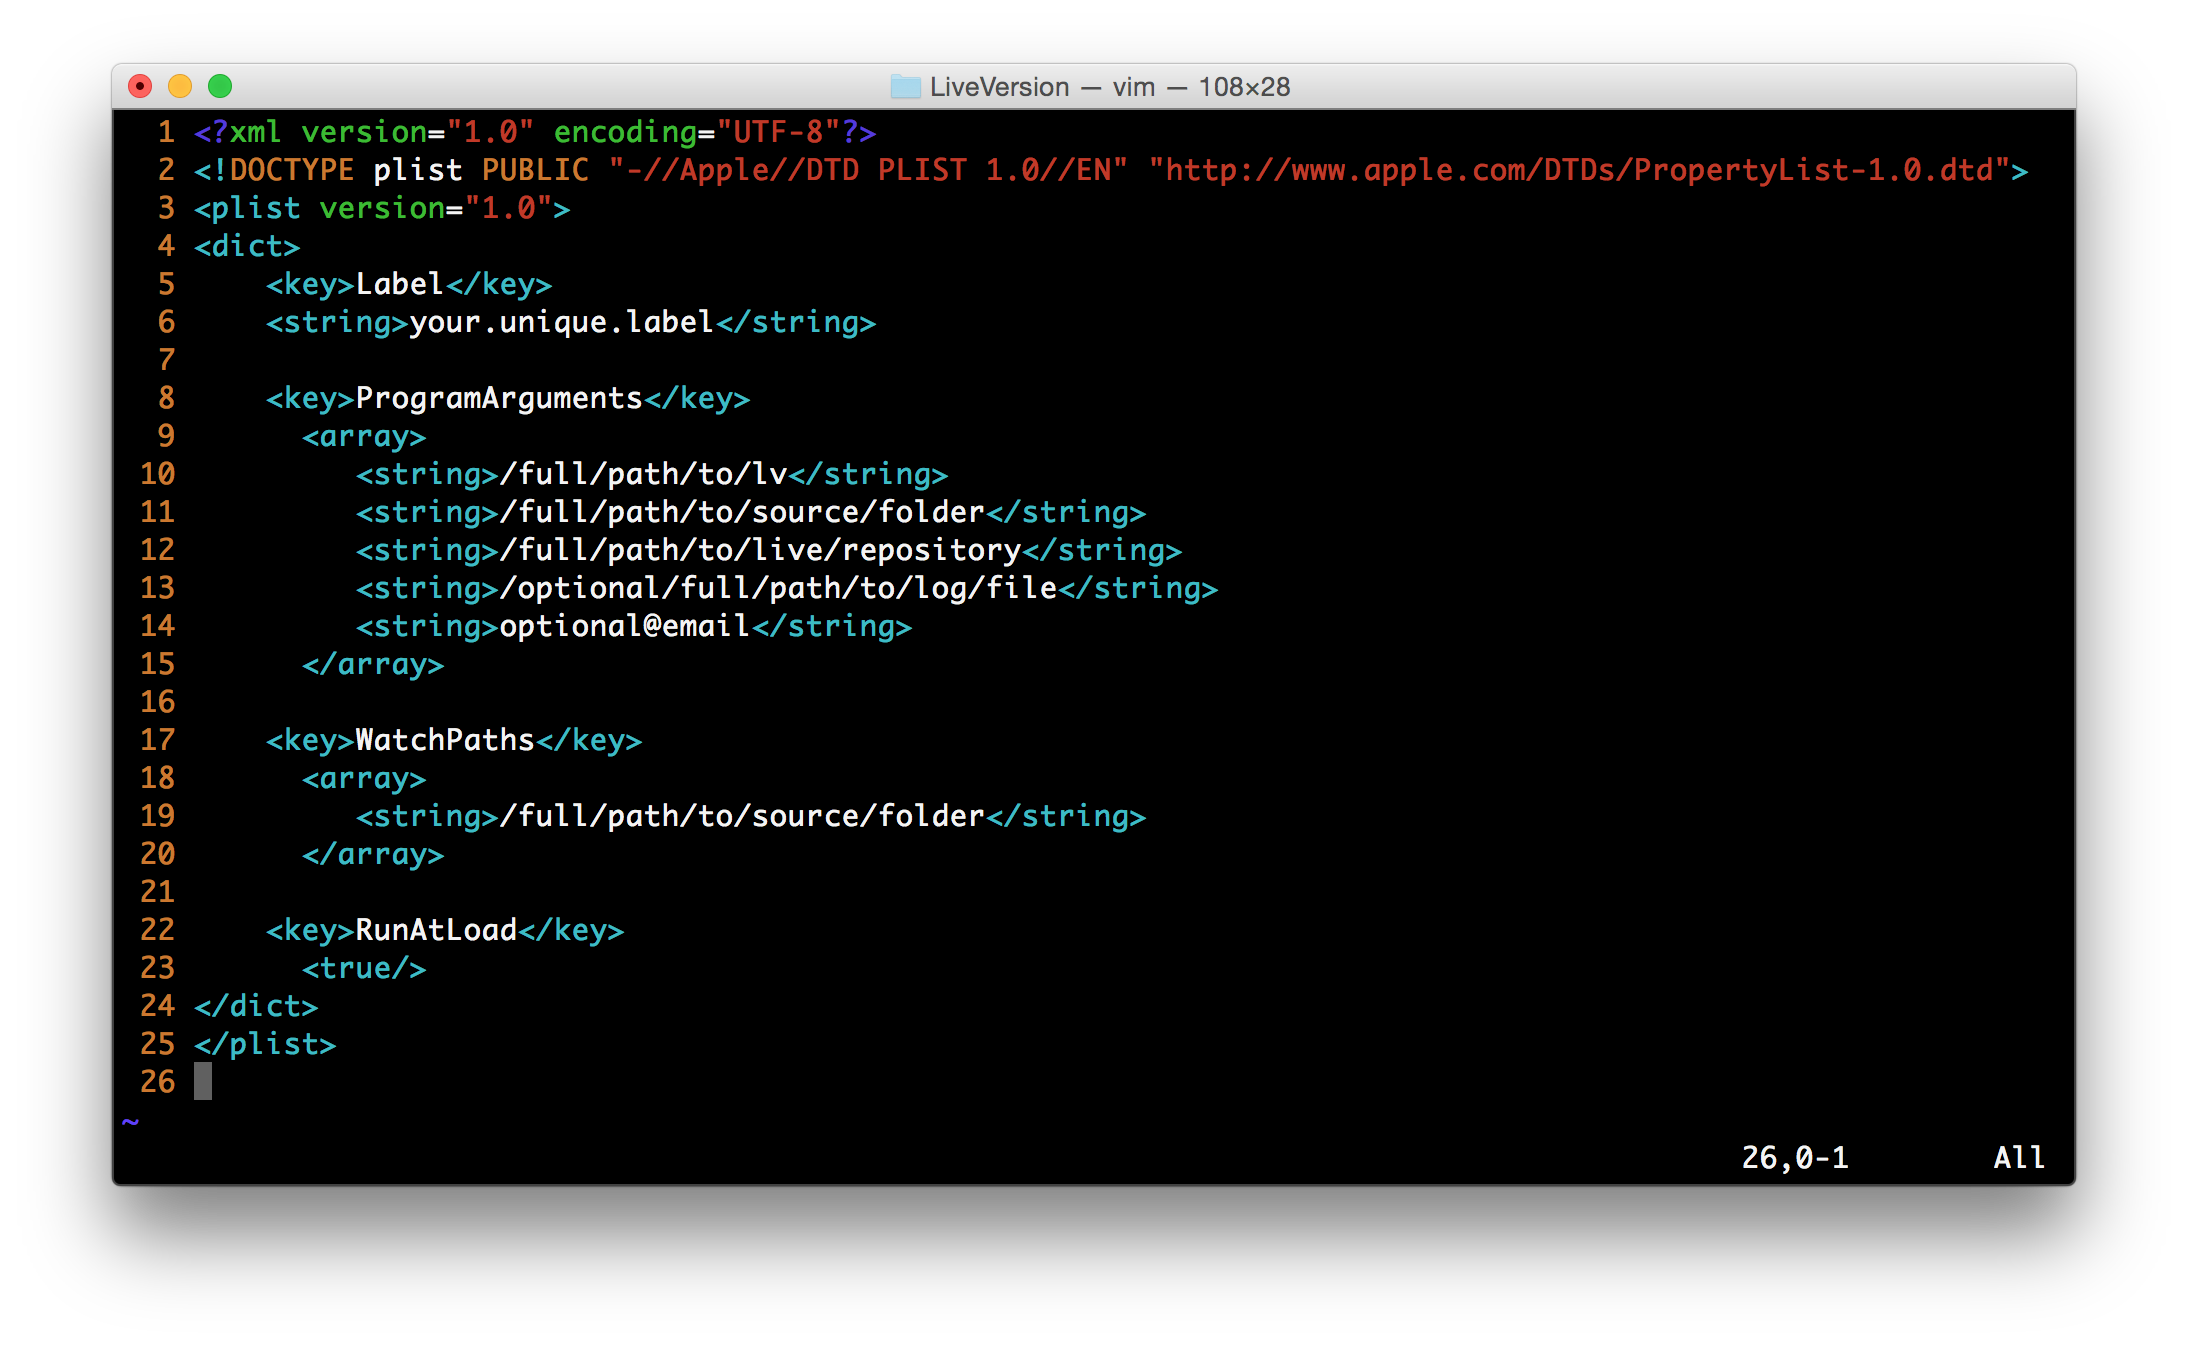 LiveVersion — vim — 108×28
1 <?xml version="1.0" encoding="UTF-8"?>
2 <!DOCTYPE plist PUBLIC "-//Apple//DTD PLIST 1.0//EN" "http://www.apple.com/DTDs/PropertyList-1.0.dtd">
3 <plist version="1.0">
4 <dict>
5     <key>Label</key>
6     <string>your.unique.label</string>
7
8     <key>ProgramArguments</key>
9       <array>
10          <string>/full/path/to/lv</string>
11          <string>/full/path/to/source/folder</string>
12          <string>/full/path/to/live/repository</string>
13          <string>/optional/full/path/to/log/file</string>
14          <string>optional@email</string>
15       </array>
16
17     <key>WatchPaths</key>
18       <array>
19          <string>/full/path/to/source/folder</string>
20       </array>
21
22     <key>RunAtLoad</key>
23       <true/>
24 </dict>
25 </plist>
26
~
26,0-1 All